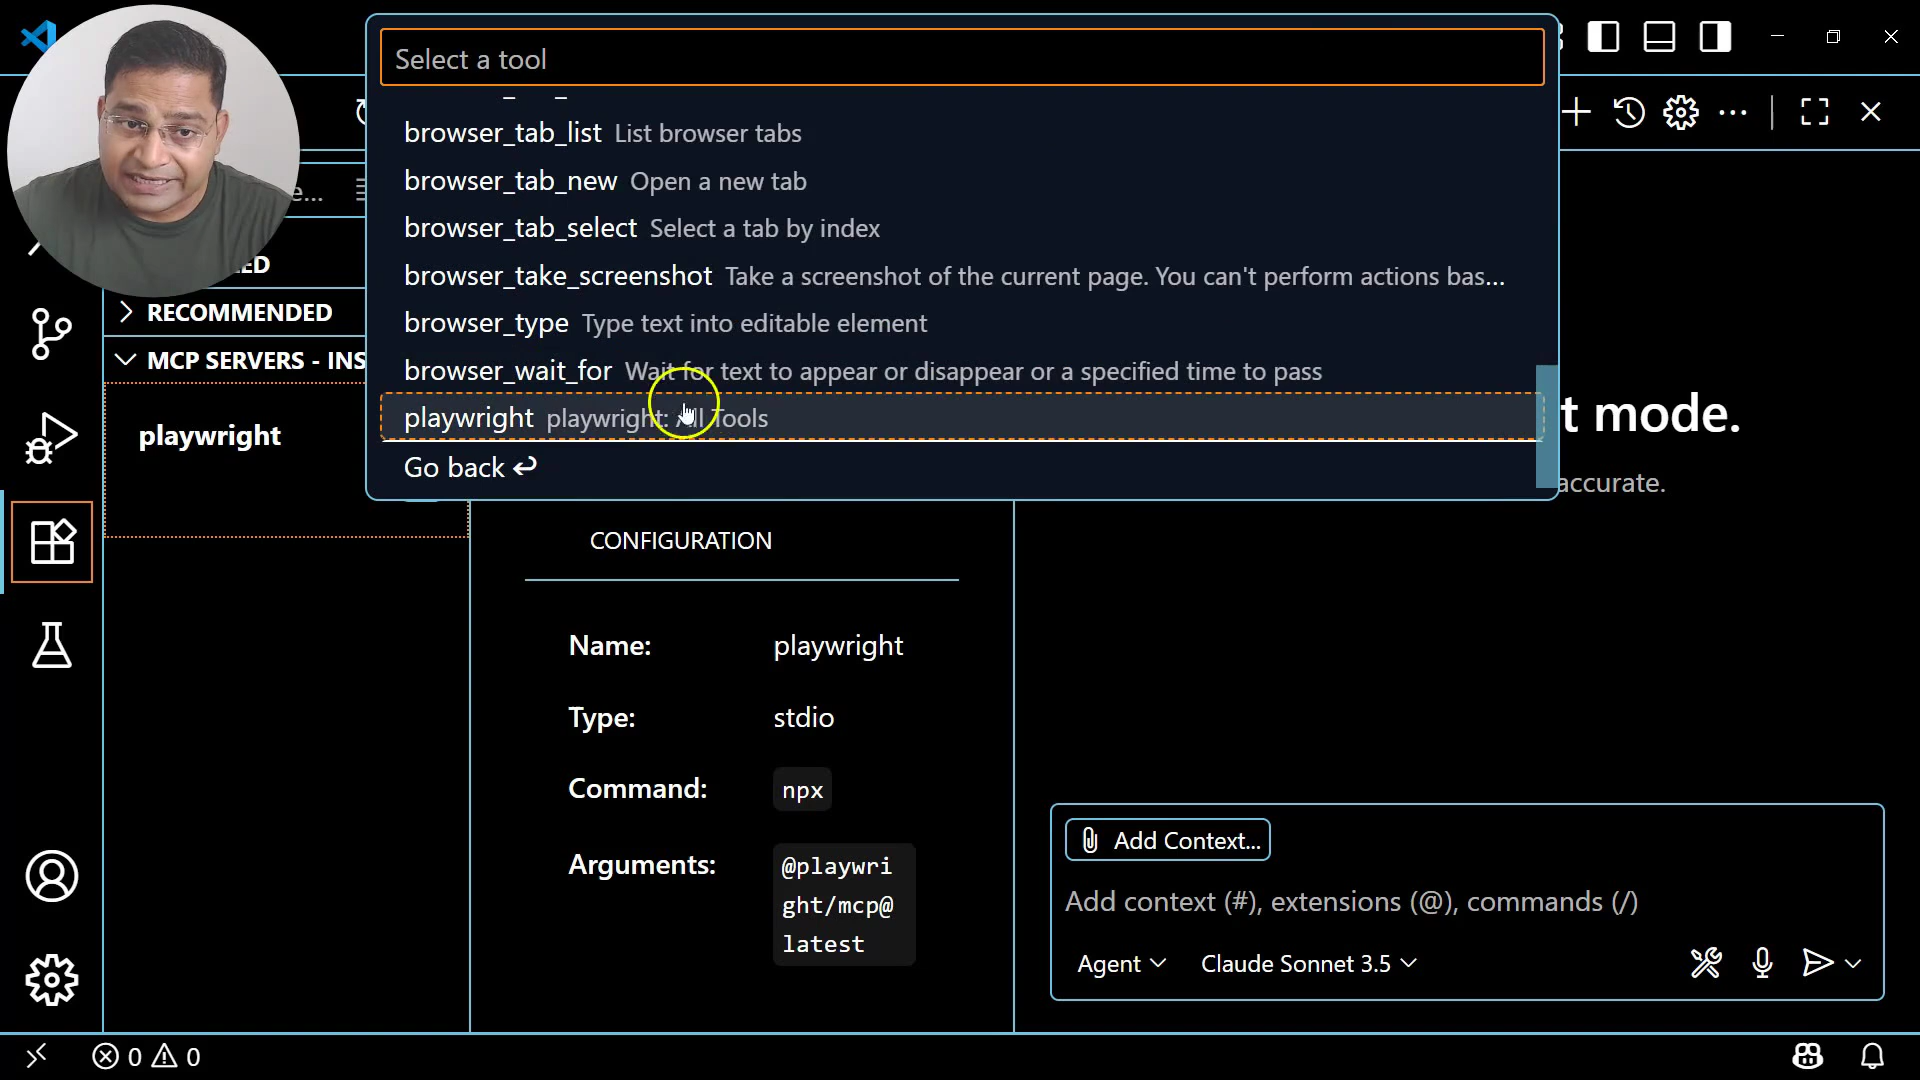 Select a tool
browser_tab_list List browser tabs
browser_tab_new Open a new tab
browser_tab_select Select a tab by index
browser_take_screenshot Take a screenshot of the current page. You can't perform actions bas...
browser_type Type text into editable element
browser_wait_for Wait for text to appear or disappear or a specified time to pass
playwright playwright: All Tools
Go back
e...
ED
RECOMMENDED
MCP SERVERS - INS
playwright
t mode.
accurate.
CONFIGURATION
Name: playwright
Type: stdio
Command: npx
Arguments: @playwri
ght/mcp@
latest
Add Context...
Add context (#), extensions (@), commands (/)
Agent Claude Sonnet 3.5
0 0